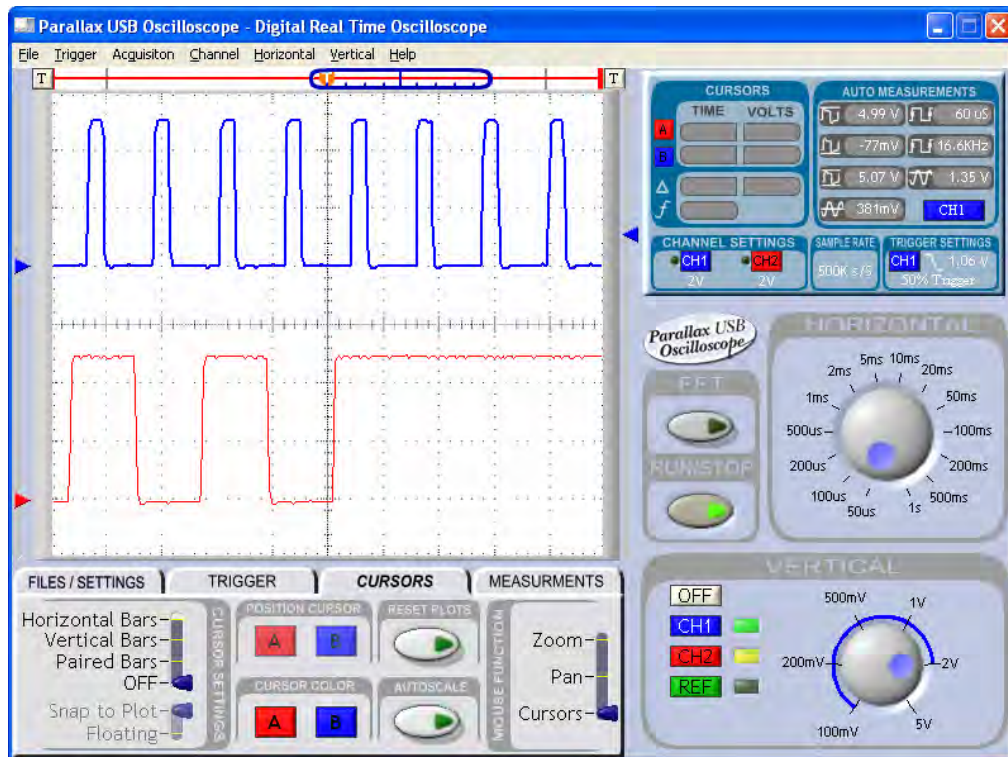 Parallax USB Oscilloscope - Digital Real Time Oscilloscope
File Trigger Acquisiton Channel Horizontal Vertical Help
T T
CURSORS
TIME VOLTS
A
B
Δ
f
AUTO MEASUREMENTS
4.99 V 60 uS
-77mV 16.6KHz
5.07 V 1.35 V
381mV CH1
CHANNEL SETTINGS
CH1 CH2
2V 2V
SAMPLE RATE
500K s/S
TRIGGER SETTINGS
CH1 1.06 V
50% Trigger
Parallax USB
Oscilloscope
FFT
RUN/STOP
HORIZONTAL
5ms 10ms
2ms 20ms
1ms 50ms
500us 100ms
200us 200ms
100us 500ms
50us 1s
FILES / SETTINGS TRIGGER CURSORS MEASURMENTS
Horizontal Bars
Vertical Bars
Paired Bars
OFF
Snap to Plot
Floating
CURSOR SETTINGS
POSITION CURSOR
A B
CURSOR COLOR
A B
RESET PLOTS
AUTOSCALE
MOUSE FUNCTION
Zoom
Pan
Cursors
VERTICAL
OFF
CH1
CH2
REF
500mV 1V
200mV 2V
100mV 5V